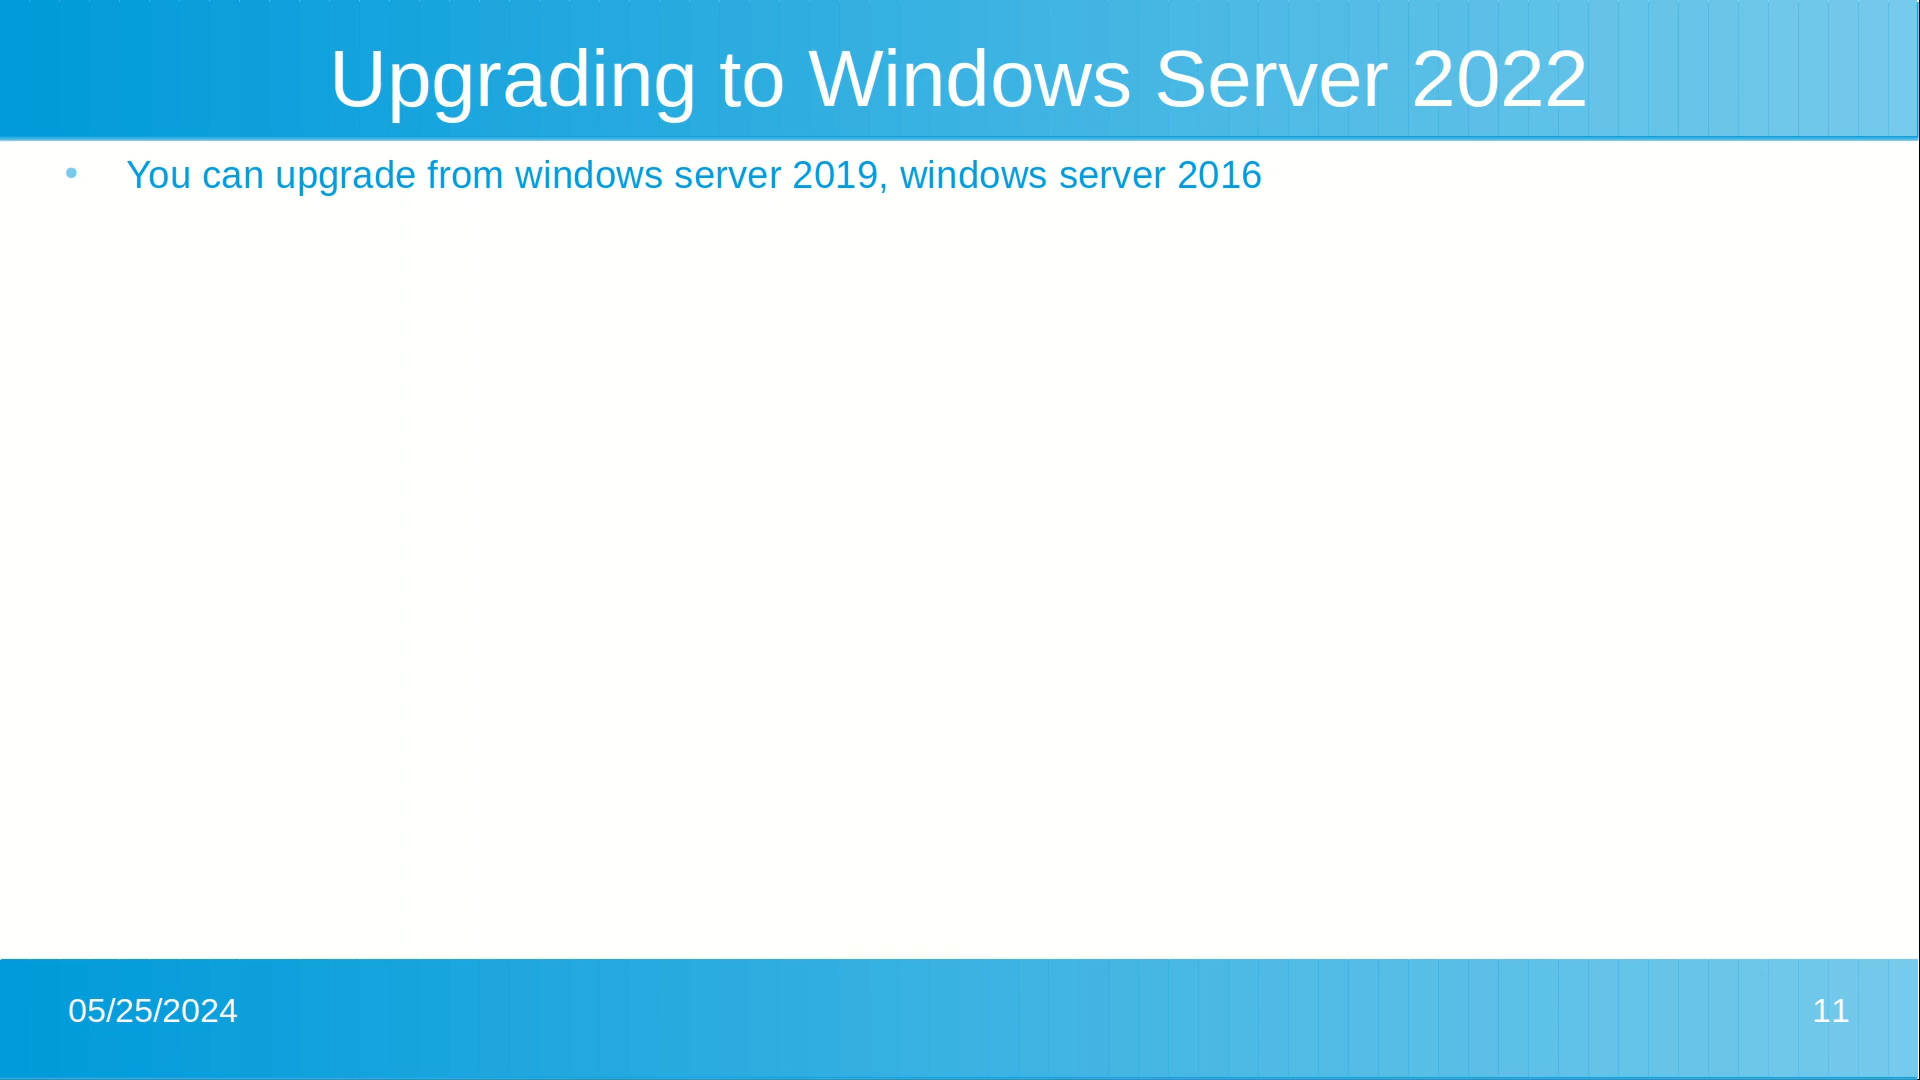 Upgrading to Windows Server 2022
• You can upgrade from windows server 2019, windows server 2016
05/25/2024
11